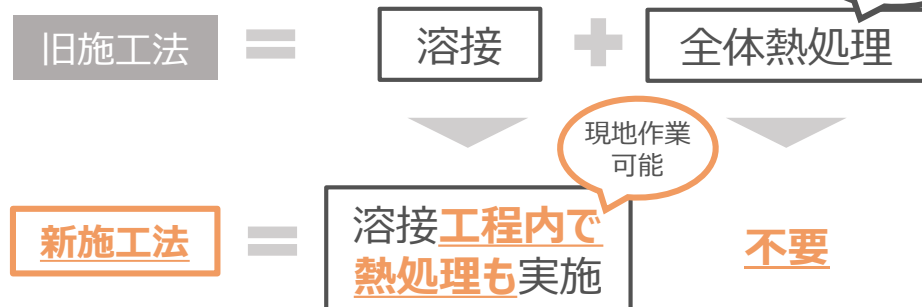 旧施工法 = 溶接 + 全体熱処理
現地作業
可能
新施工法 = 溶接工程内で
熱処理も実施
不要